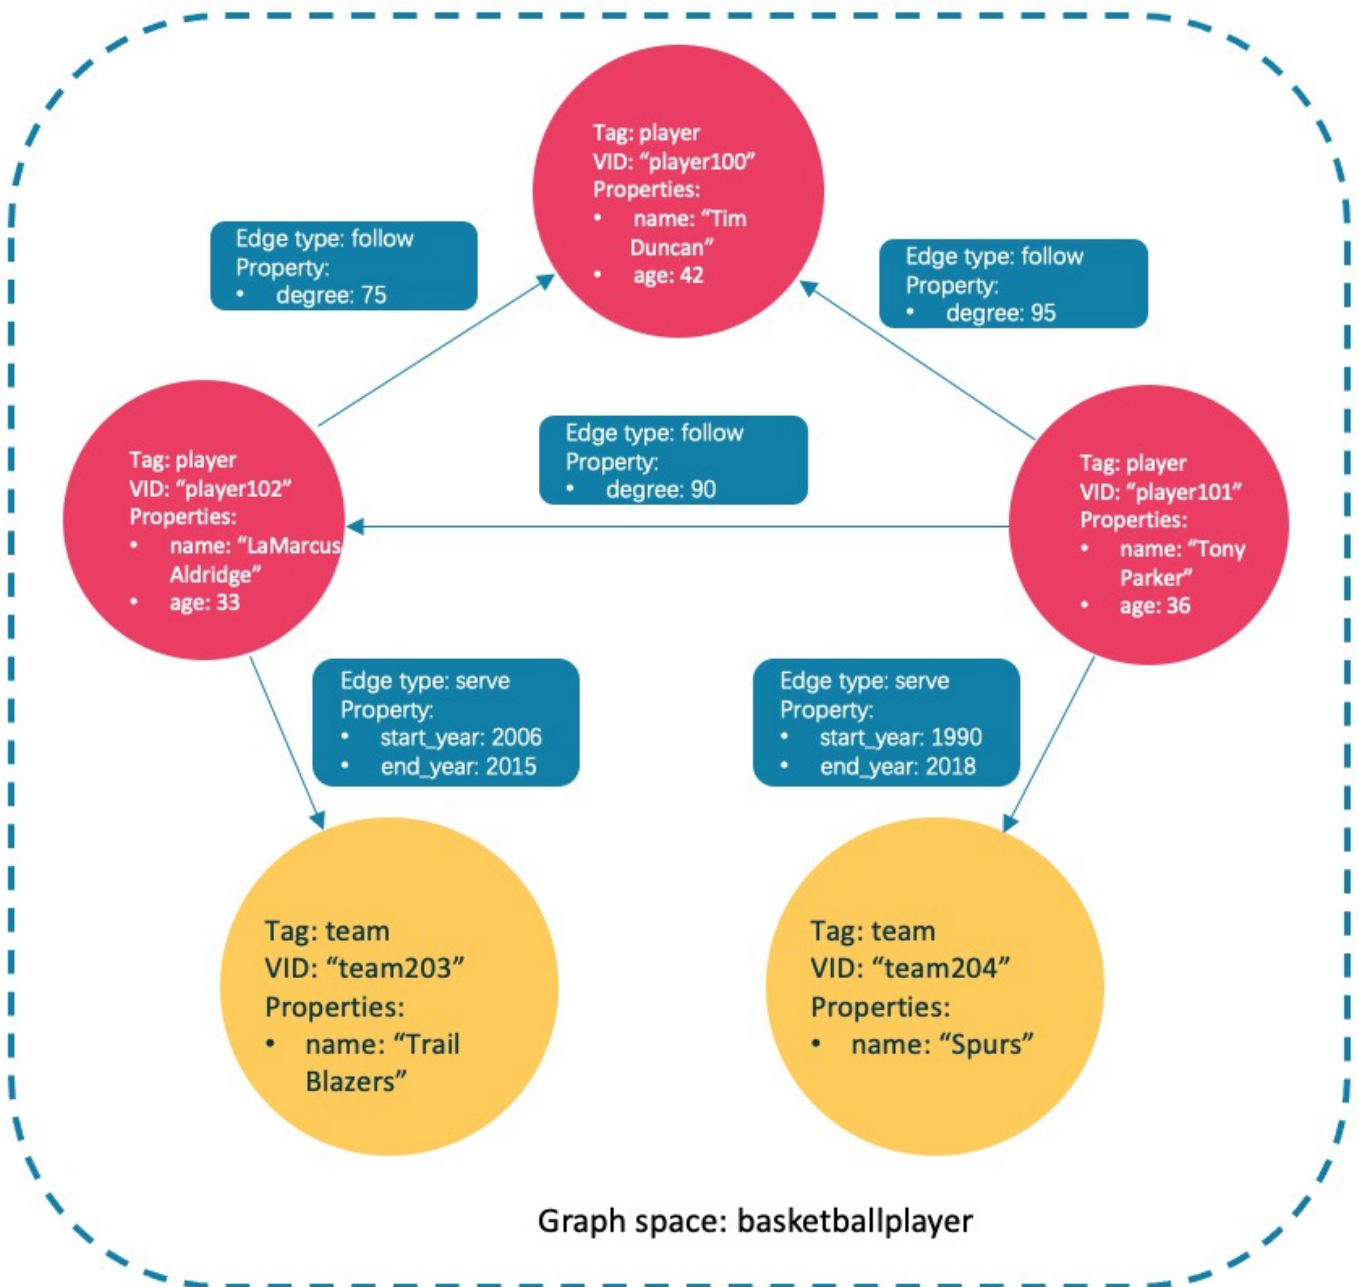 Tag: player
VID: “player100”
Properties:
• name: “Tim
Duncan”
• age: 42
Edge type: follow
Property:
• degree: 75
Edge type: follow
Property:
• degree: 95
Edge type: follow
Property:
• degree: 90
Tag: player
VID: “player102”
Properties:
• name: “LaMarcus
Aldridge”
• age: 33
Tag: player
VID: “player101”
Properties:
• name: “Tony
Parker”
• age: 36
Edge type: serve
Property:
• start_year: 2006
• end_year: 2015
Edge type: serve
Property:
• start_year: 1990
• end_year: 2018
Tag: team
VID: “team203”
Properties:
• name: “Trail
Blazers”
Tag: team
VID: “team204”
Properties:
• name: “Spurs”
Graph space: basketballplayer